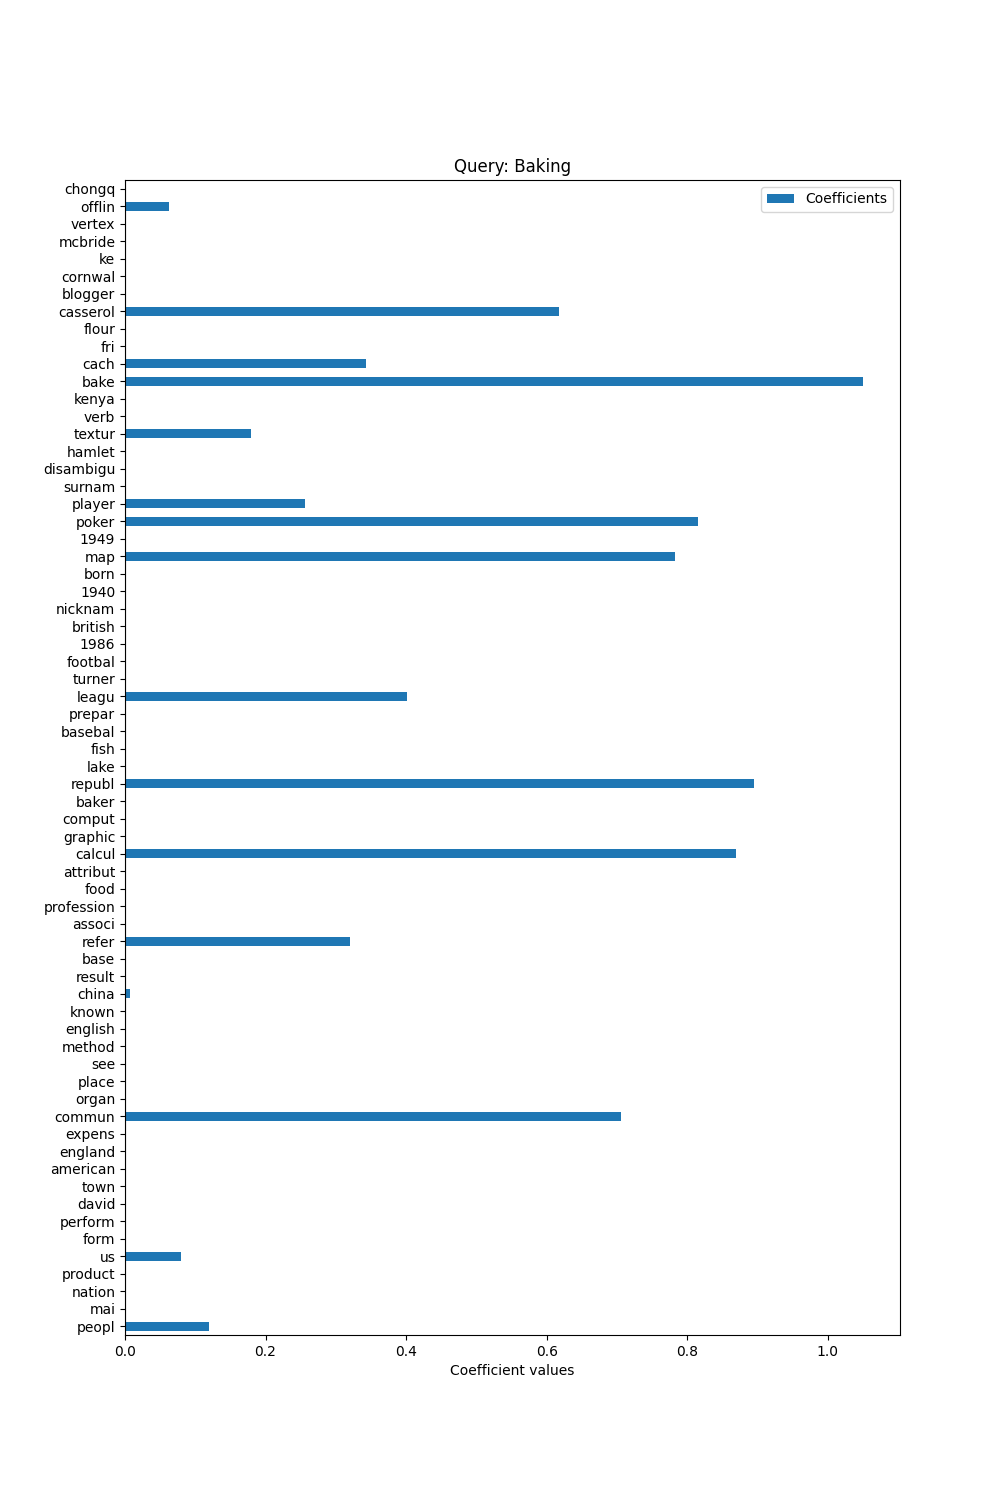 Query: Baking
Coefficients
chongq
offlin
vertex
mcbride
ke
cornwal
blogger
casserol
flour
fri
cach
bake
kenya
verb
textur
hamlet
disambigu
surnam
player
poker
1949
map
born
1940
nicknam
british
1986
footbal
turner
leagu
prepar
basebal
fish
lake
republ
baker
comput
graphic
calcul
attribut
food
profession
associ
refer
base
result
china
known
english
method
see
place
organ
commun
expens
england
american
town
david
perform
form
us
product
nation
mai
peopl
0.0 0.2 0.4 0.6 0.8 1.0
Coefficient values